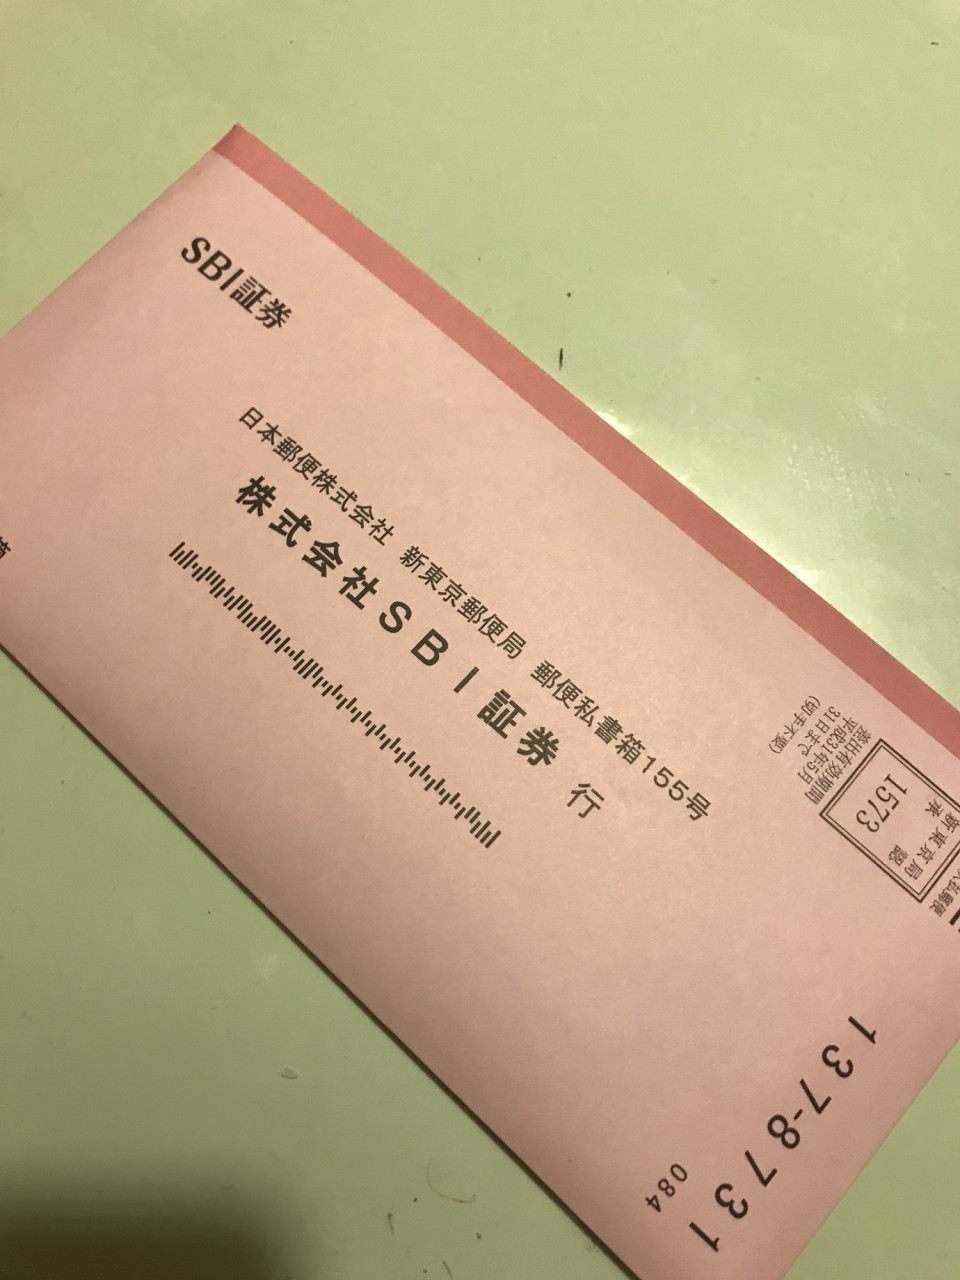 SBI証券
日本郵便株式会社 新東京郵便局 郵便私書箱155号
株式会社SBI証券 行
差出有効期間
平成31年5月
31日まで
(切手不要)
1573
新東京局
承認
137-8731
084